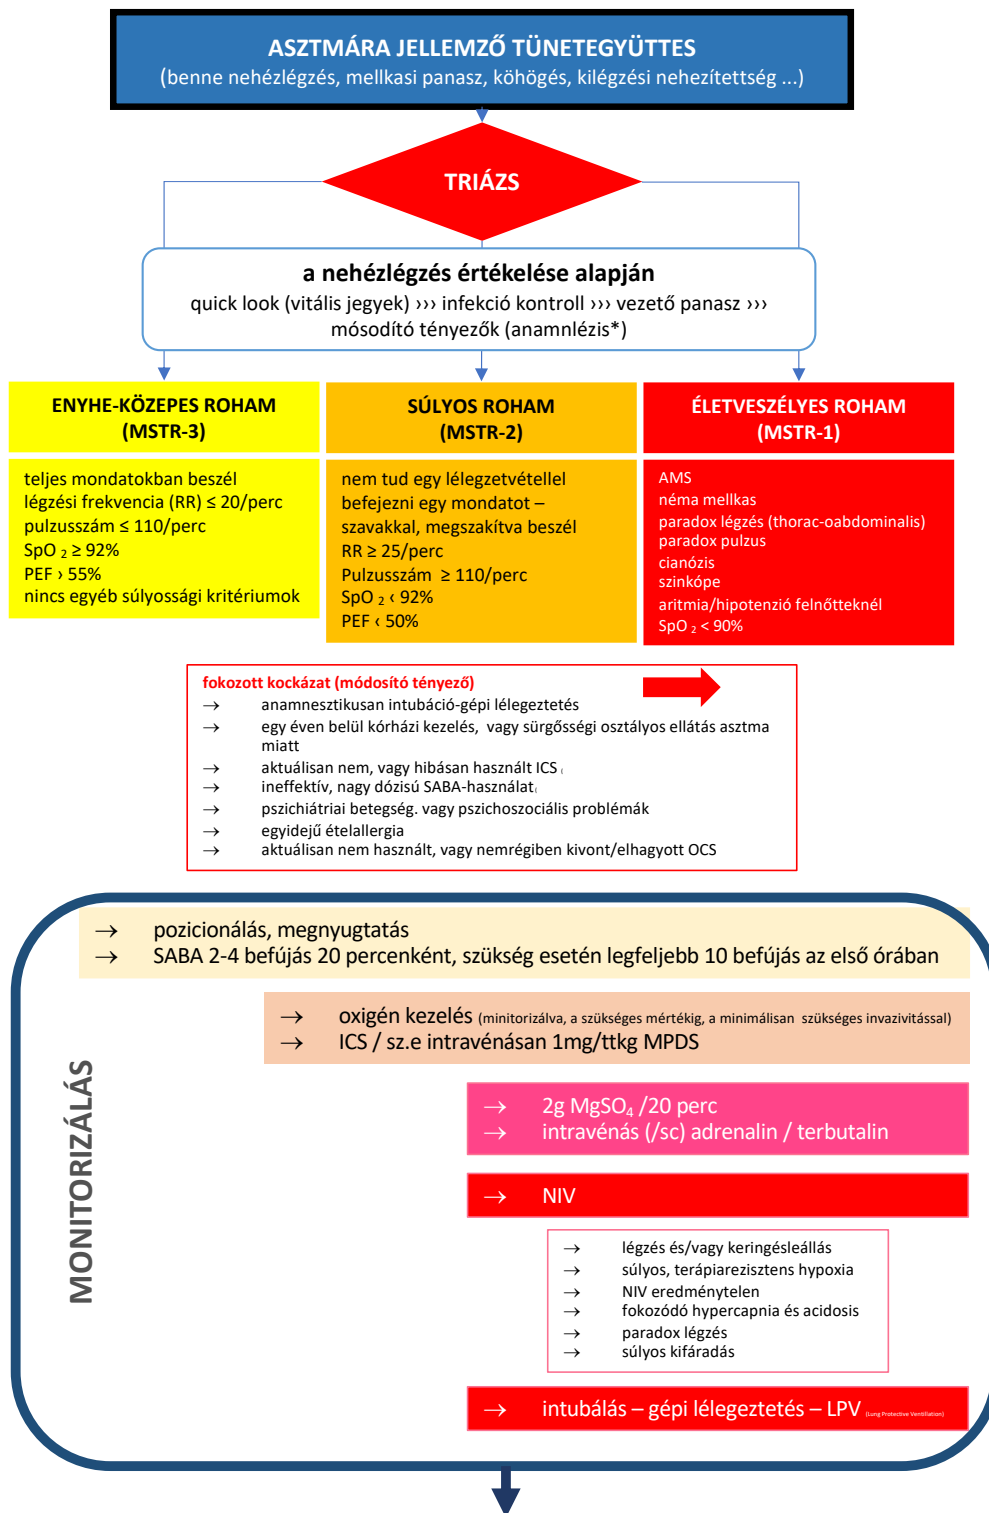 ASZTMÁRA JELLEMZŐ TÜNETEGYÜTTES
(benne nehézlégzés, mellkasi panasz, köhögés, kilégzési nehezítettség ...)
TRIÁZS
a nehézlégzés értékelése alapján
quick look (vitális jegyek) ››› infekció kontroll ››› vezető panasz ›››
mósodító tényezők (anamnlézis*)
ENYHE-KÖZEPES ROHAM
(MSTR-3)
teljes mondatokban beszél
légzési frekvencia (RR) ≤ 20/perc
pulzusszám ≤ 110/perc
SpO ₂ ≥ 92%
PEF › 55%
nincs egyéb súlyossági kritériumok
SÚLYOS ROHAM
(MSTR-2)
nem tud egy lélegzetvétellel
befejezni egy mondatot –
szavakkal, megszakítva beszél
RR ≥ 25/perc
Pulzusszám ≥ 110/perc
SpO ₂ ‹ 92%
PEF ‹ 50%
ÉLETVESZÉLYES ROHAM
(MSTR-1)
AMS
néma mellkas
paradox légzés (thorac-oabdominalis)
paradox pulzus
cianózis
szinkópe
aritmia/hipotenzió felnőtteknél
SpO ₂ < 90%
fokozott kockázat (módosító tényező)
→ anamnesztikusan intubáció-gépi lélegeztetés
→ egy éven belül kórházi kezelés, vagy sürgősségi osztályos ellátás asztma
miatt
→ aktuálisan nem, vagy hibásan használt ICS (
→ ineffektív, nagy dózisú SABA-használat(
→ pszichiátriai betegség. vagy pszichoszociális problémák
→ egyidejű ételallergia
→ aktuálisan nem használt, vagy nemrégiben kivont/elhagyott OCS
MONITORIZÁLÁS
→ pozicionálás, megnyugtatás
→ SABA 2-4 befújás 20 percenként, szükség esetén legfeljebb 10 befújás az első órában
→ oxigén kezelés (minitorizálva, a szükséges mértékig, a minimálisan szükséges invazivitással)
→ ICS / sz.e intravénásan 1mg/ttkg MPDS
→ 2g MgSO₄ /20 perc
→ intravénás (/sc) adrenalin / terbutalin
→ NIV
→ légzés és/vagy keringésleállás
→ súlyos, terápiarezisztens hypoxia
→ NIV eredménytelen
→ fokozódó hypercapnia és acidosis
→ paradox légzés
→ súlyos kifáradás
→ intubálás – gépi lélegeztetés – LPV (Lung Protective Ventillation)